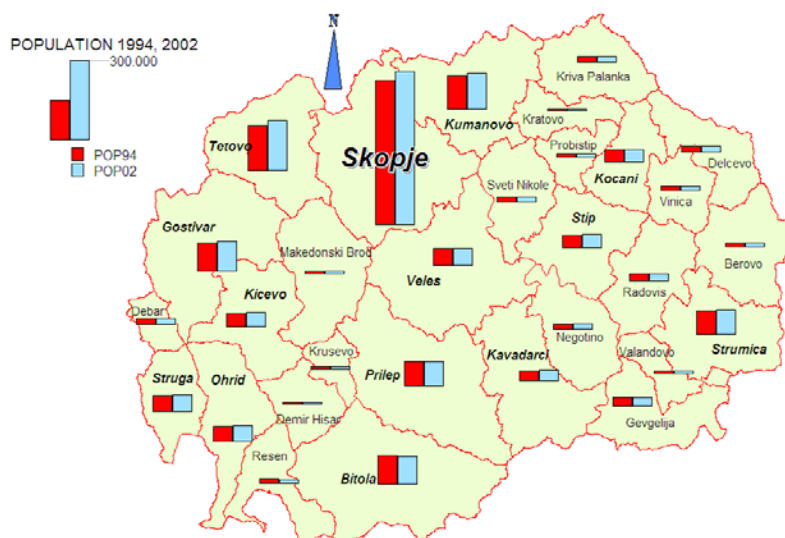 N
POPULATION 1994, 2002
300.000
POP94
POP02
Kriva Palanka
Kratovo
Kumanovo
Tetovo
Skopje
Probistip
Delcevo
Kocani
Sveti Nikole
Vinica
Stip
Gostivar
Makedonski Brod
Veles
Berovo
Radovis
Kicevo
Debar
Negotino
Strumica
Krusevo
Kavadarci
Valandovo
Struga
Ohrid
Prilep
Demir Hisar
Gevgelija
Resen
Bitola